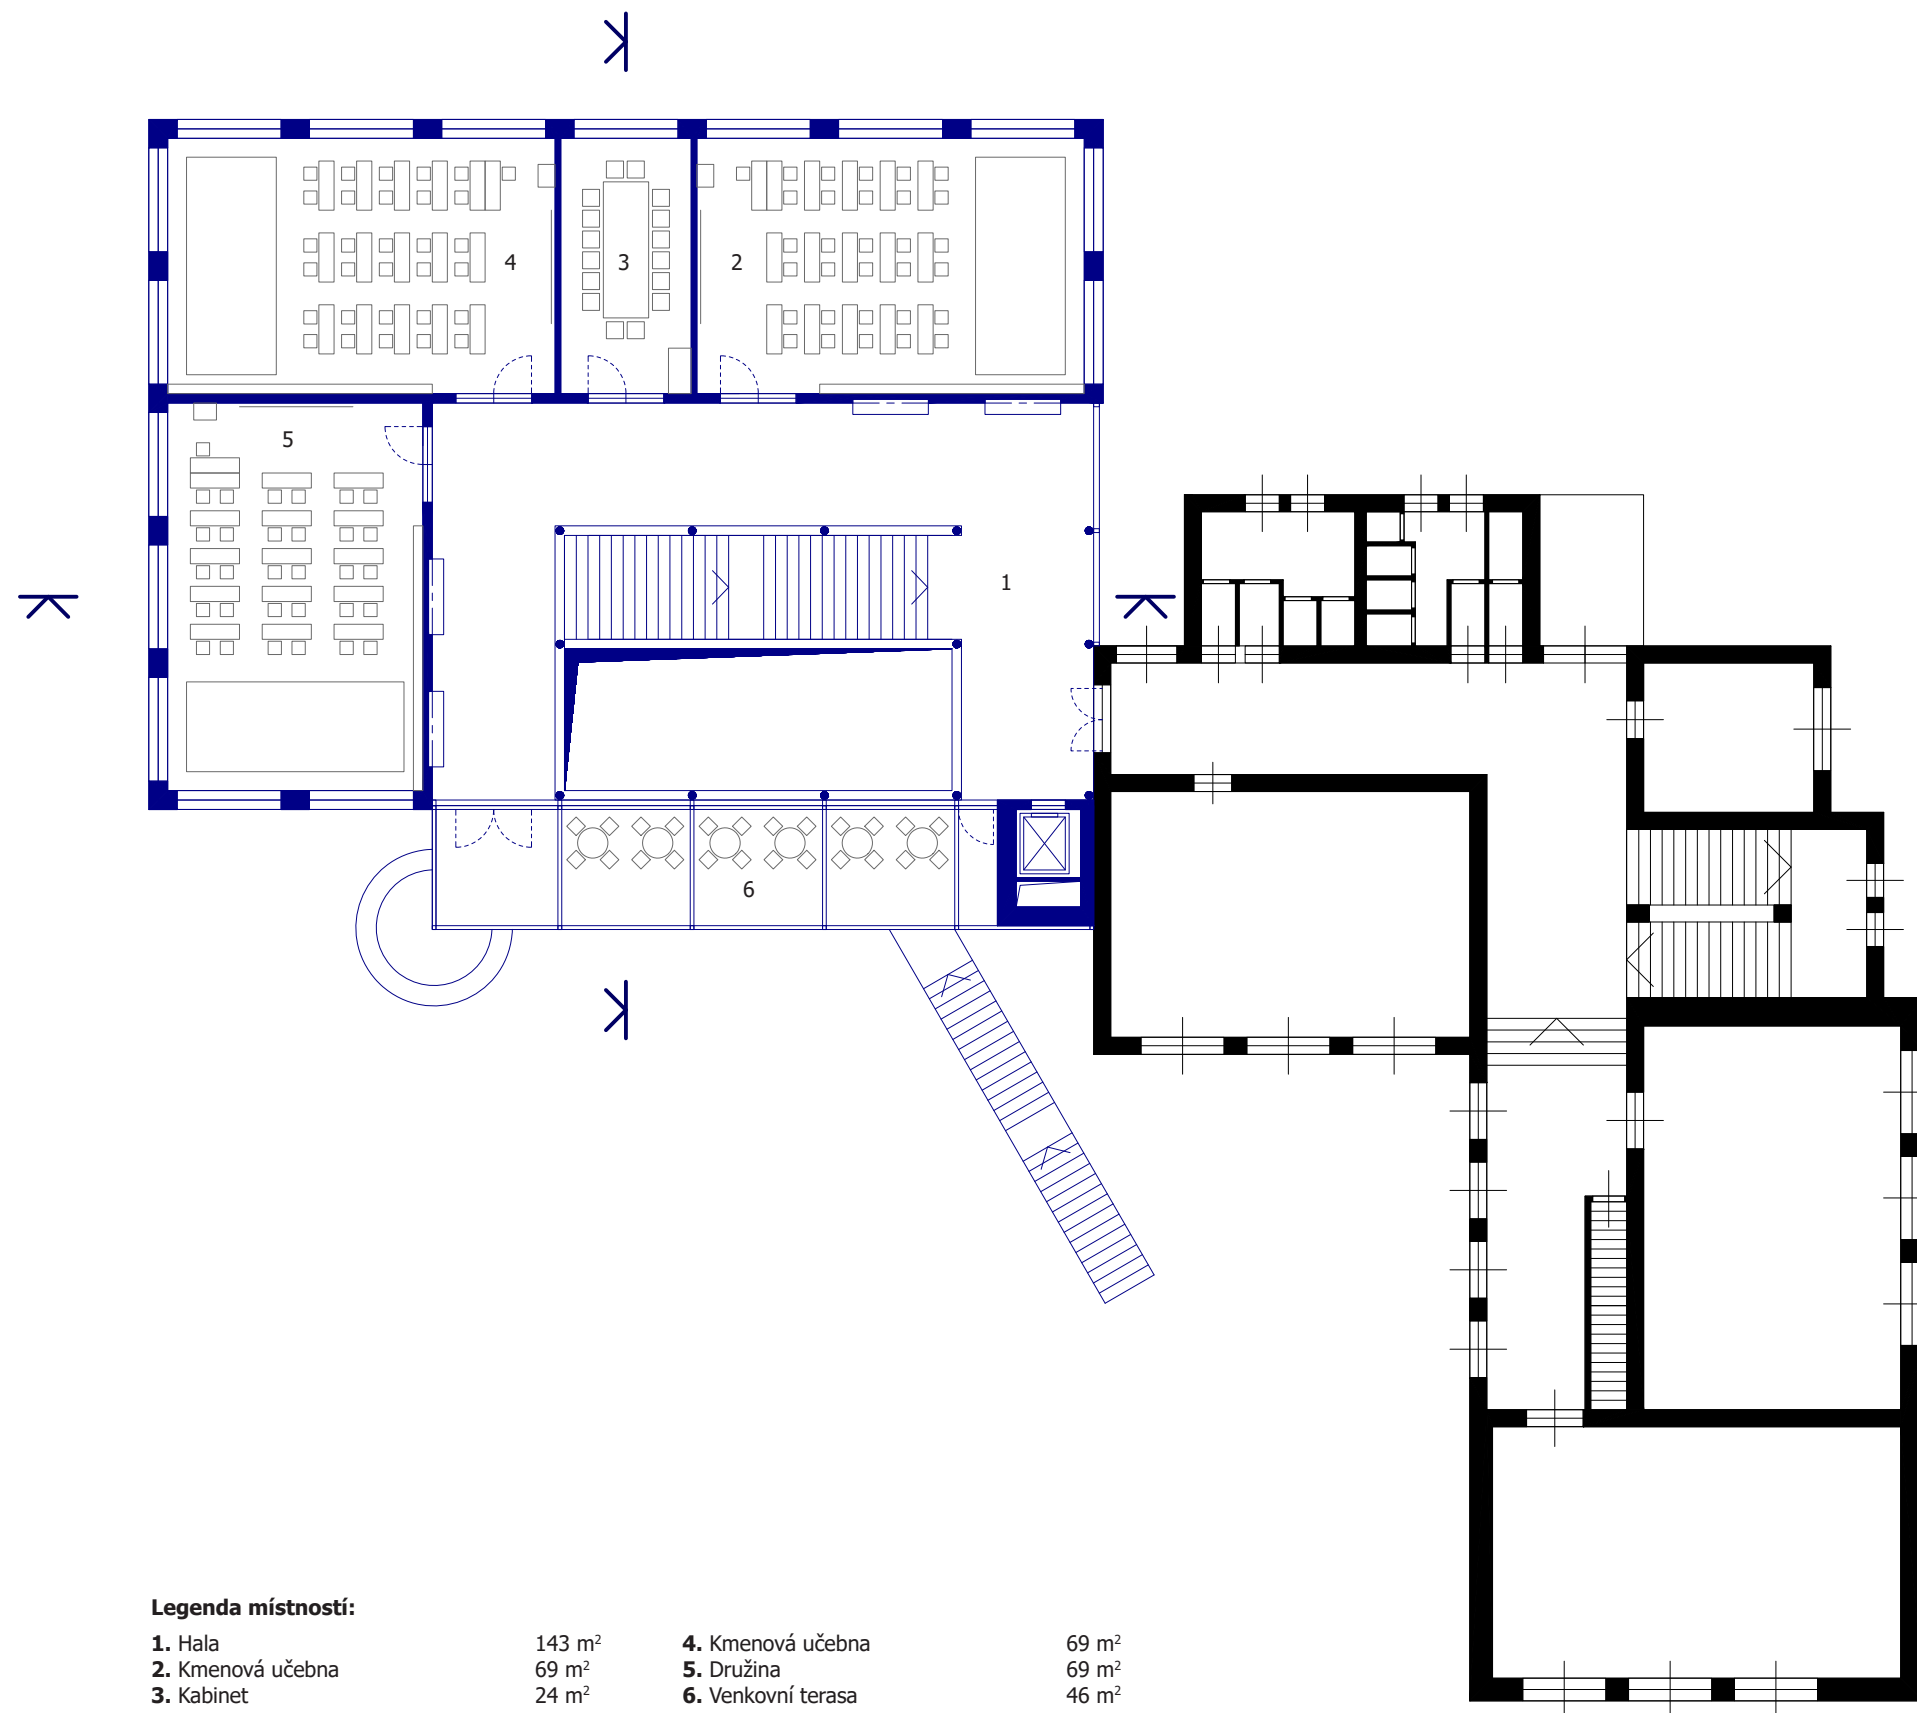 4
3
2
5
1
6
Legenda místností:
1. Hala 143 m²
2. Kmenová učebna 69 m²
3. Kabinet 24 m²
4. Kmenová učebna 69 m²
5. Družina 69 m²
6. Venkovní terasa 46 m²